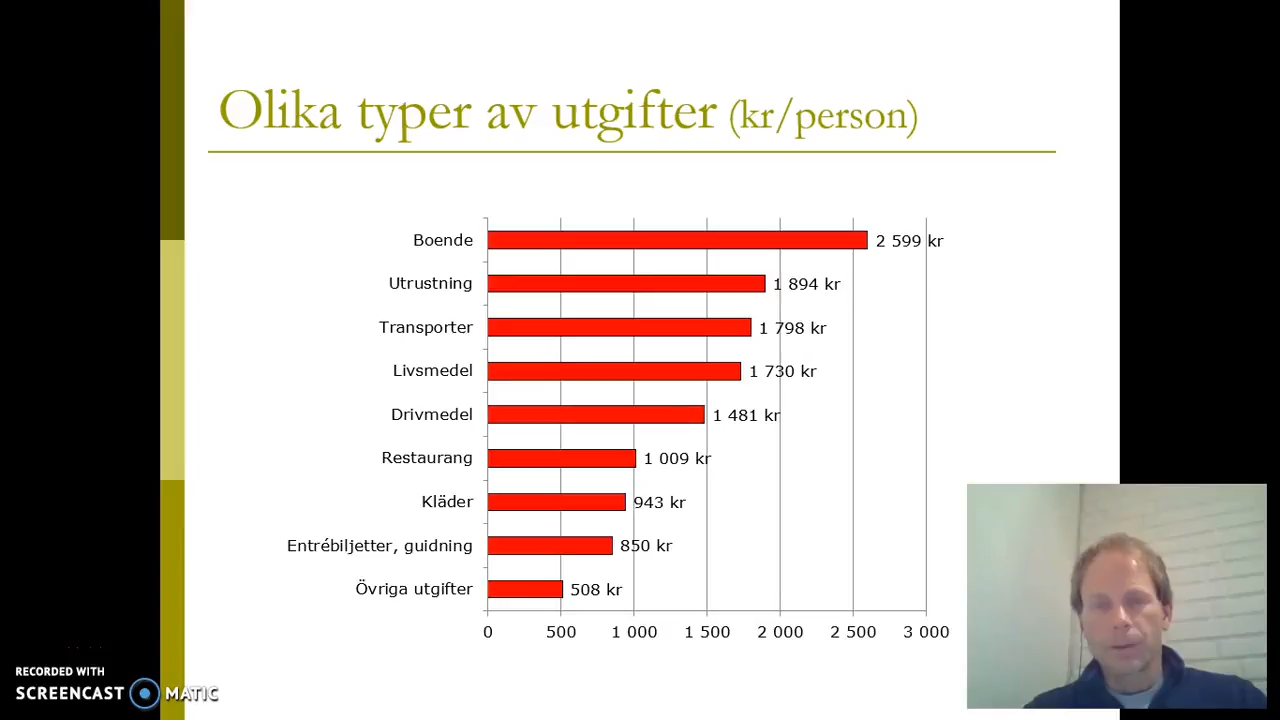 Olika typer av utgifter (kr/person)
Boende 2 599 kr
Utrustning 1 894 kr
Transporter 1 798 kr
Livsmedel 1 730 kr
Drivmedel 1 481 kr
Restaurang 1 009 kr
Kläder 943 kr
Entrébiljetter, guidning 850 kr
Övriga utgifter 508 kr
0 500 1 000 1 500 2 000 2 500 3 000
RECORDED WITH
SCREENCAST MATIC